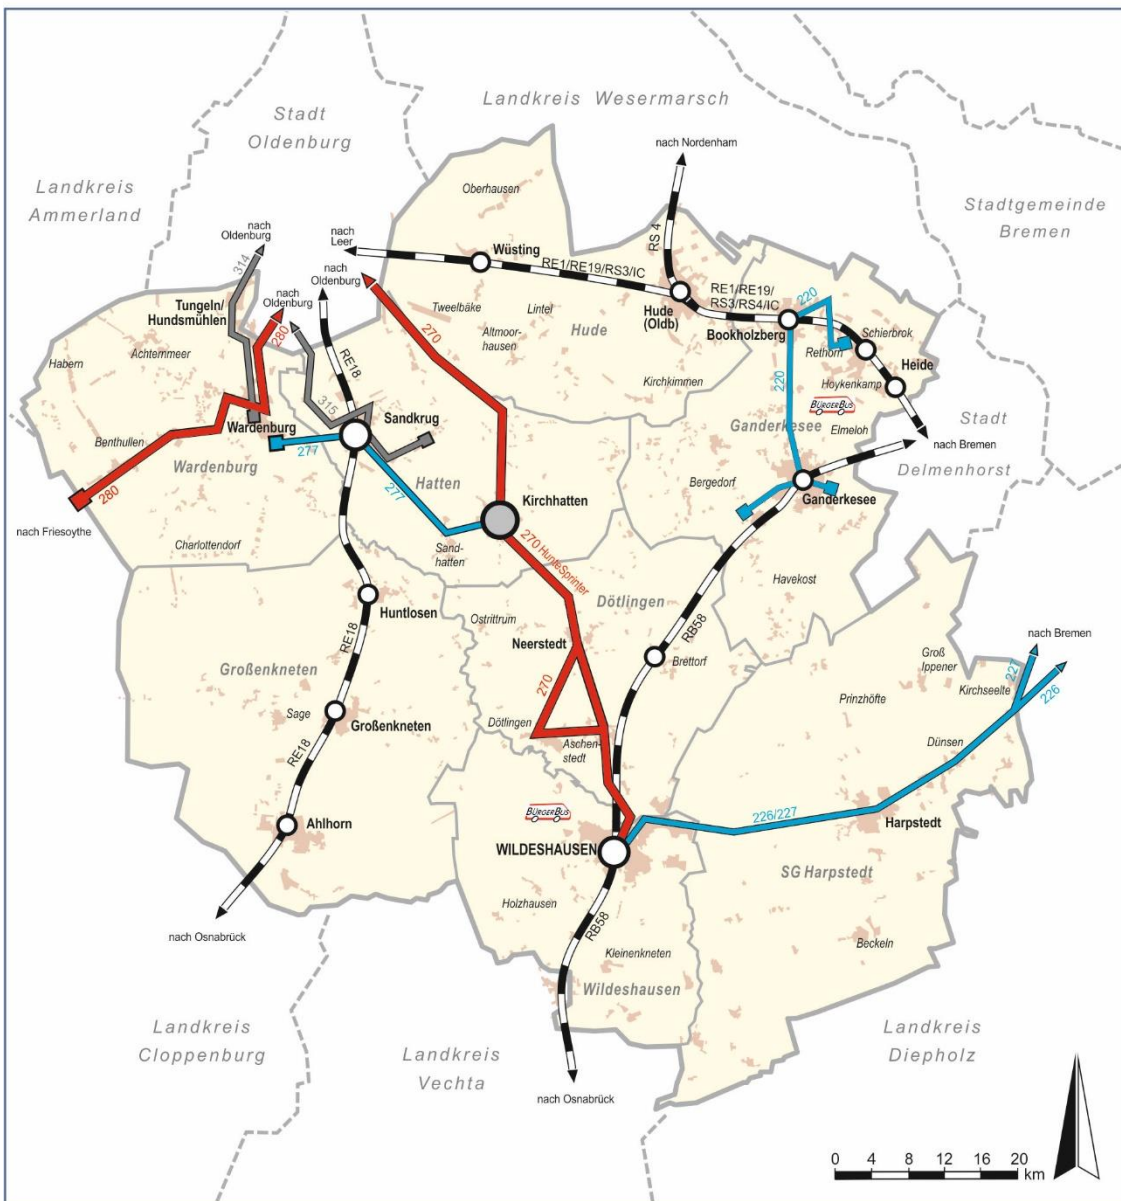 Landkreis Wesermarsch
Stadt
Oldenburg
Landkreis
Ammerland
Stadtgemeinde
Bremen
nach Nordenham
Oberhausen
nach
Oldenburg
nach
Leer
Wüsting
RS 4
RE1/RE19/RS3/IC
314
nach
Oldenburg
nach
Oldenburg
Tungeln/
Hundsmühlen
Tweelbäke
Lintel
Hude
(Oldb)
RE1/RE19/
RS3/RS4/IC
220
Bookholzberg
Schierbrok
Hude
Altmoor-
hausen
270
280
RE18
Achternmeer
Habern
Rethorn
Heide
Kirchkimmen
220
Hoykenkamp
BÜRGERBUS
315
Sandkrug
Ganderkesee
Elmeloh
Stadt
Delmenhorst
nach Bremen
Benthullen
Wardenburg
277
Wardenburg
280
277
Hatten
Kirchhatten
Bergedorf
Ganderkesee
nach Friesoythe
Charlottendorf
Sand-
hatten
270 HunteSprinter
Havekost
Dötlingen
Huntlosen
Ostrittrum
RB58
RE18
Neerstedt
Brettorf
nach Bremen
Groß
Ippener
227
Kirchseelte
226
Großenkneten
270
Prinzhöfte
Sage
Großenkneten
Dötlingen
Aschen-
stedt
Dünsen
RE18
BÜRGERBUS
226/227
Harpstedt
Ahlhorn
WILDESHAUSEN
SG Harpstedt
Holzhausen
RB58
nach Osnabrück
Beckeln
Kleinenkneten
Wildeshausen
Landkreis
Cloppenburg
Landkreis
Vechta
Landkreis
Diepholz
nach Osnabrück
0 4 8 12 16 20
km